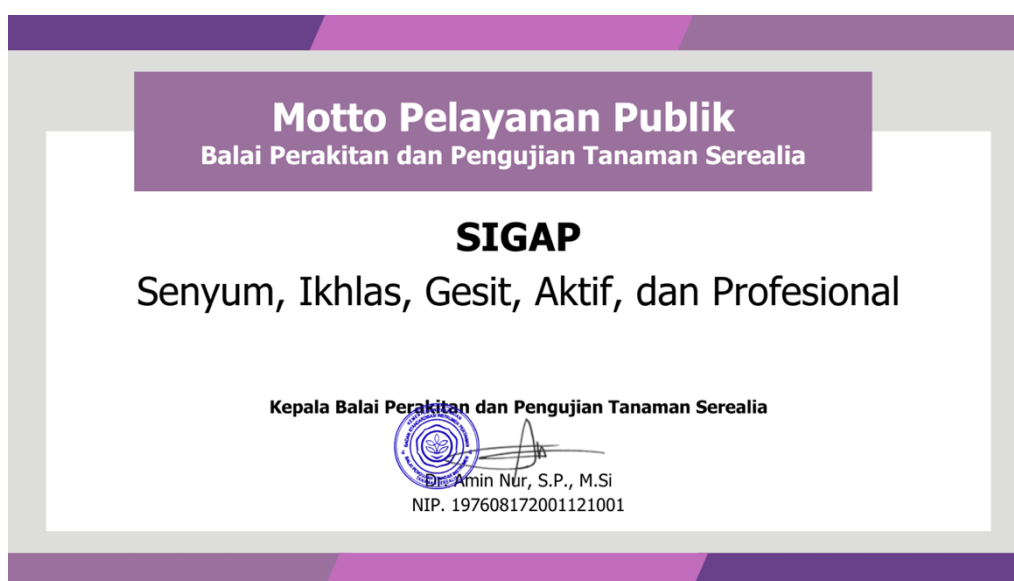 Motto Pelayanan Publik
Balai Perakitan dan Pengujian Tanaman Serealia
SIGAP
Senyum, Ikhlas, Gesit, Aktif, dan Profesional
Kepala Balai Perakitan dan Pengujian Tanaman Serealia
Dr. Amin Nur, S.P., M.Si
NIP. 197608172001121001